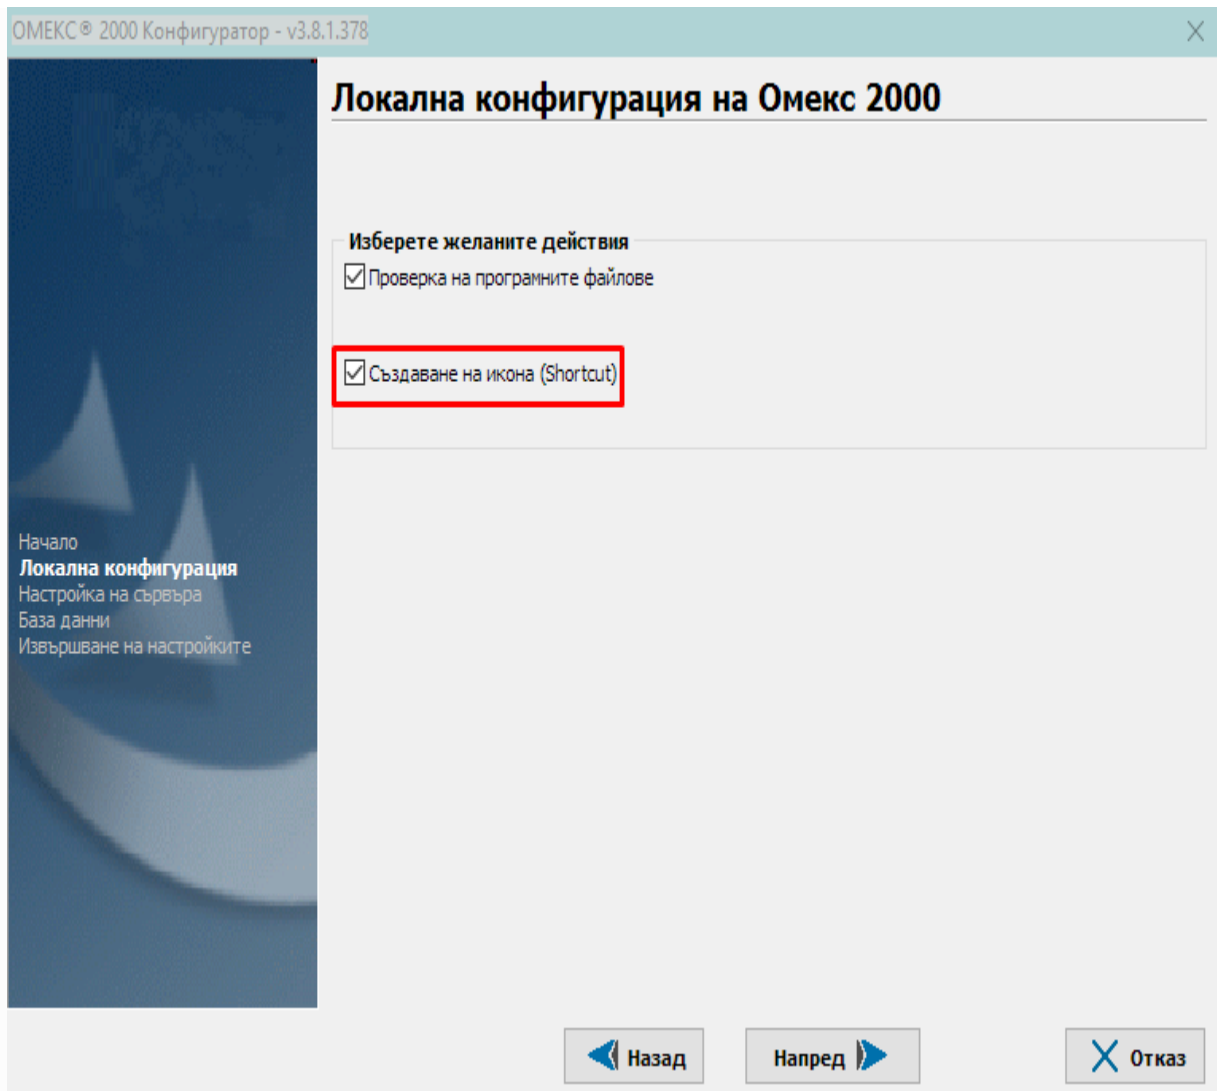 ОМЕКС® 2000 Конфигуратор - v3.8.1.378
Локална конфигурация на Омекс 2000
Изберете желаните действия
Проверка на програмните файлове
Създаване на икона (Shortcut)
Начало
Локална конфигурация
Настройка на сървъра
База данни
Извършване на настройките
Назад
Напред
Отказ